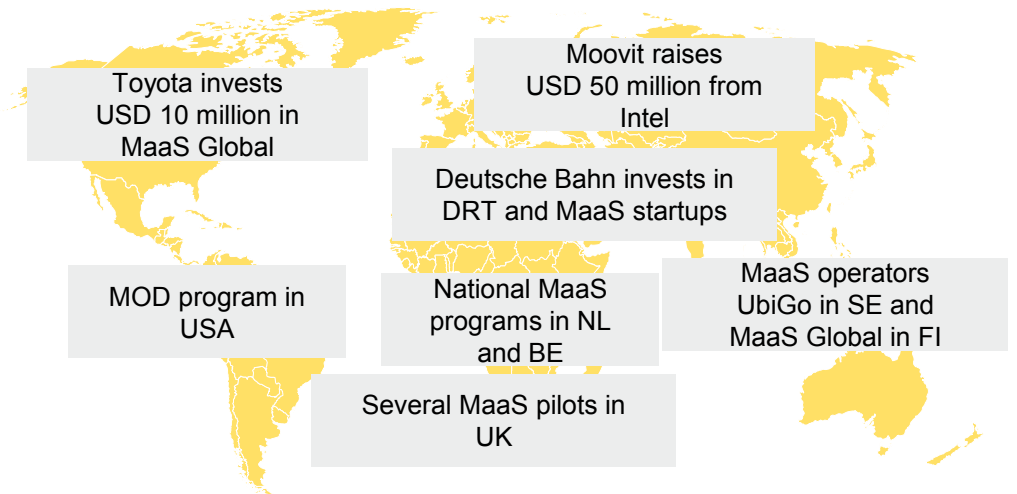 Toyota invests
USD 10 million in
MaaS Global
Moovit raises
USD 50 million from
Intel
Deutsche Bahn invests in
DRT and MaaS startups
MOD program in
USA
National MaaS
programs in NL
and BE
MaaS operators
UbiGo in SE and
MaaS Global in FI
Several MaaS pilots in
UK